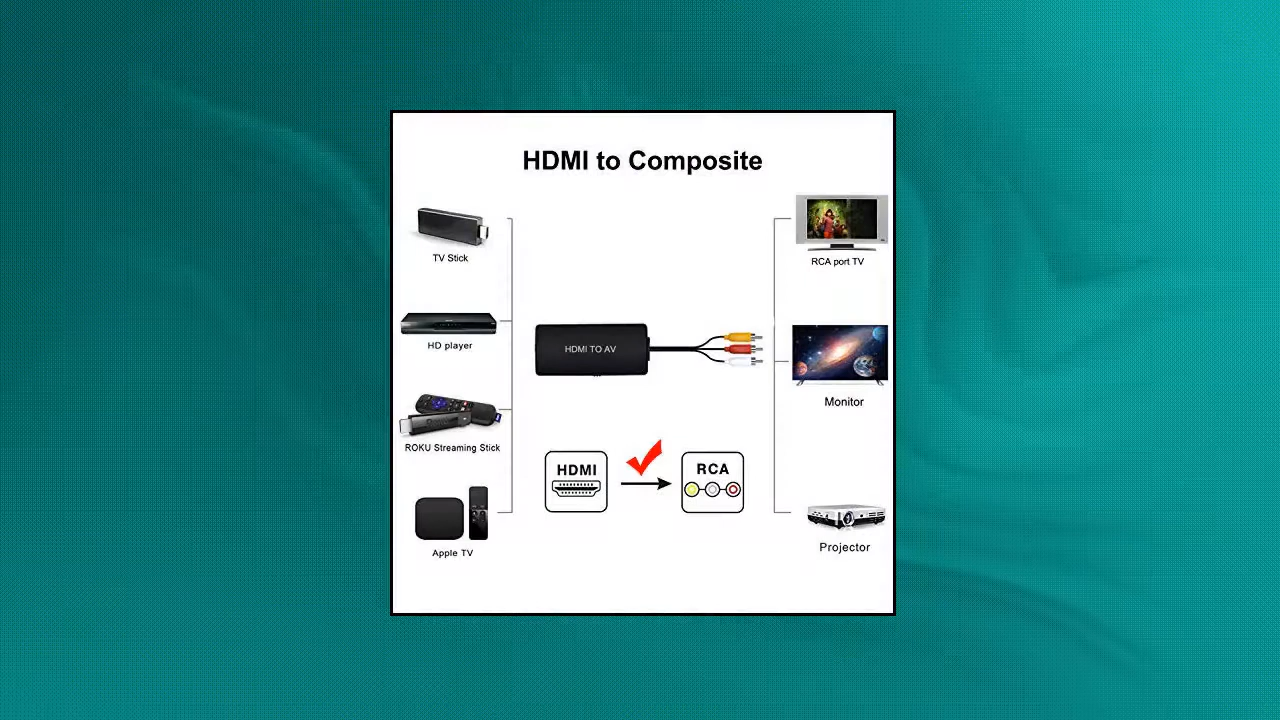 HDMI to Composite
TV Stick
HD player
ROKU Streaming Stick
Apple TV
HDMI TO AV
HDMI
RCA
RCA port TV
Monitor
Projector